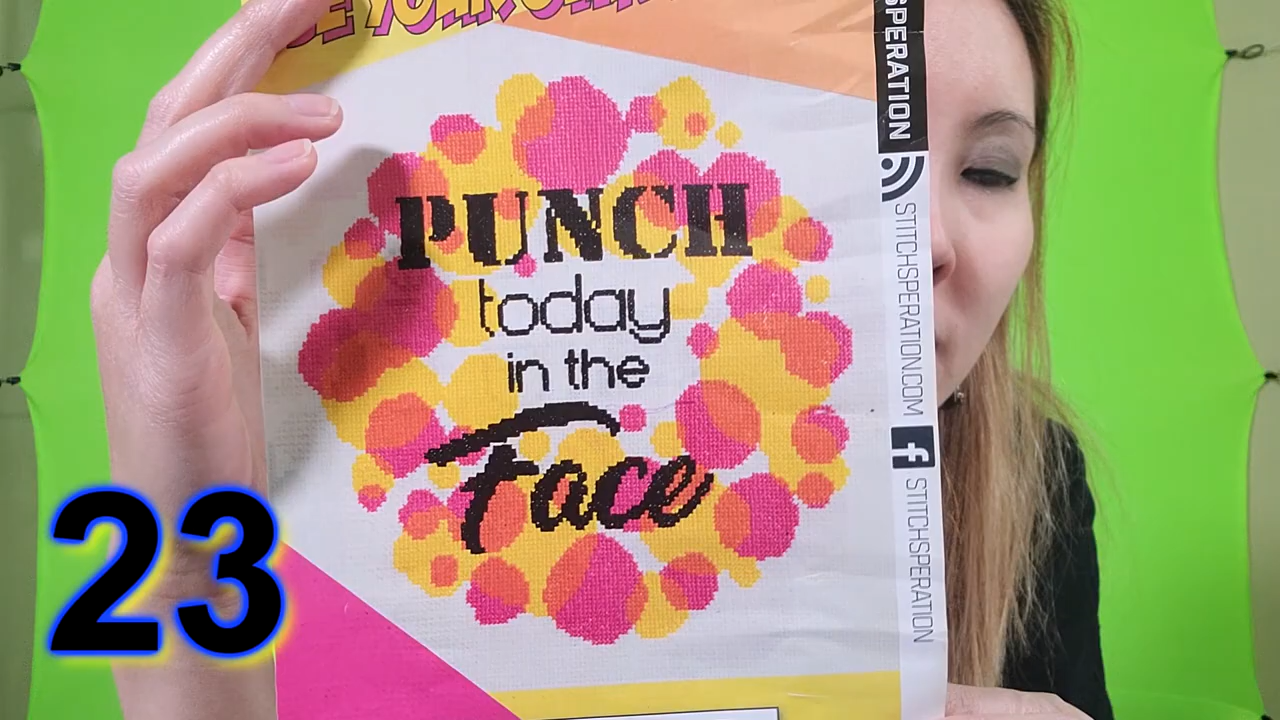 PUNCH
today
in the
face
SPERATION
STITCHSPERATION.COM
f
STITCHSPERATION
23